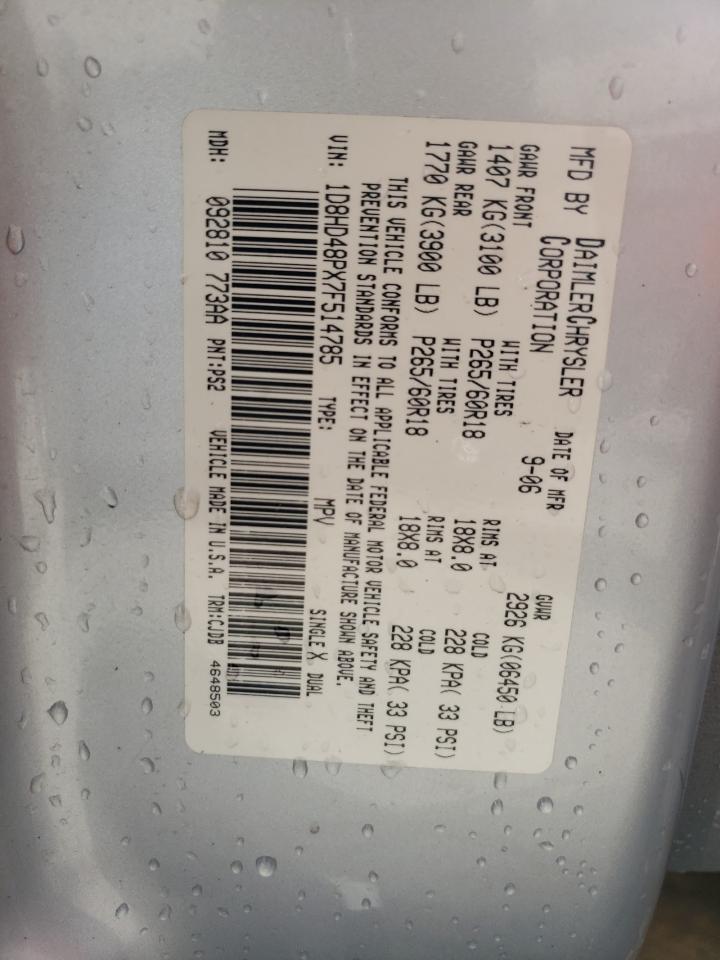 MFD BY DAIMLERCHRYSLER CORPORATION DATE OF MFR 9-06 GVWR 2926 KG(06450 LB)
GAWR FRONT WITH TIRES RIMS AT COLD
1407 KG(3100 LB) P265/60R18 18X8.0 228 KPA( 33 PSI)
GAWR REAR WITH TIRES RIMS AT COLD
1770 KG(3900 LB) P265/60R18 18X8.0 228 KPA( 33 PSI)
THIS VEHICLE CONFORMS TO ALL APPLICABLE FEDERAL MOTOR VEHICLE SAFETY AND THEFT
PREVENTION STANDARDS IN EFFECT ON THE DATE OF MANUFACTURE SHOWN ABOVE.
VIN: 1D8HD48PX7F514785 TYPE: MPV SINGLE X DUAL
MDH: 092810 773AA PNT:PS2 VEHICLE MADE IN U.S.A. TRM:CJDB 4648503